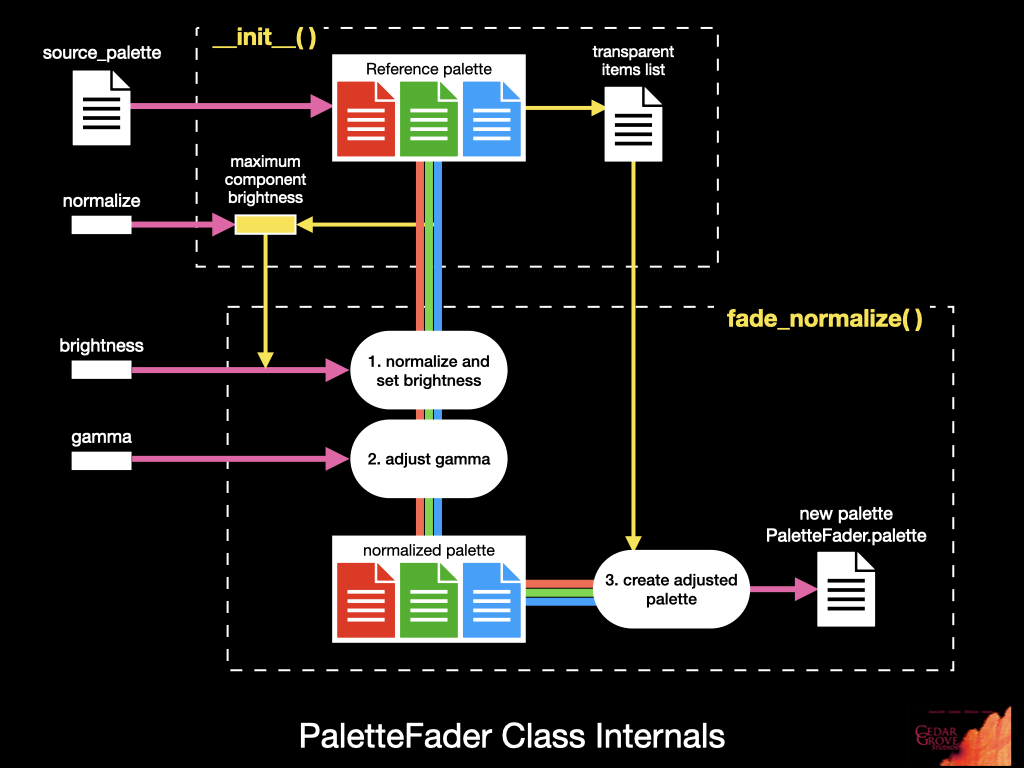 __init__( )
source_palette
Reference palette
transparent
items list
maximum
component
brightness
normalize
fade_normalize( )
brightness
1. normalize and
set brightness
gamma
2. adjust gamma
new palette
PaletteFader.palette
normalized palette
3. create adjusted
palette
PaletteFader Class Internals
CEDAR
GROVE
STUDIOS